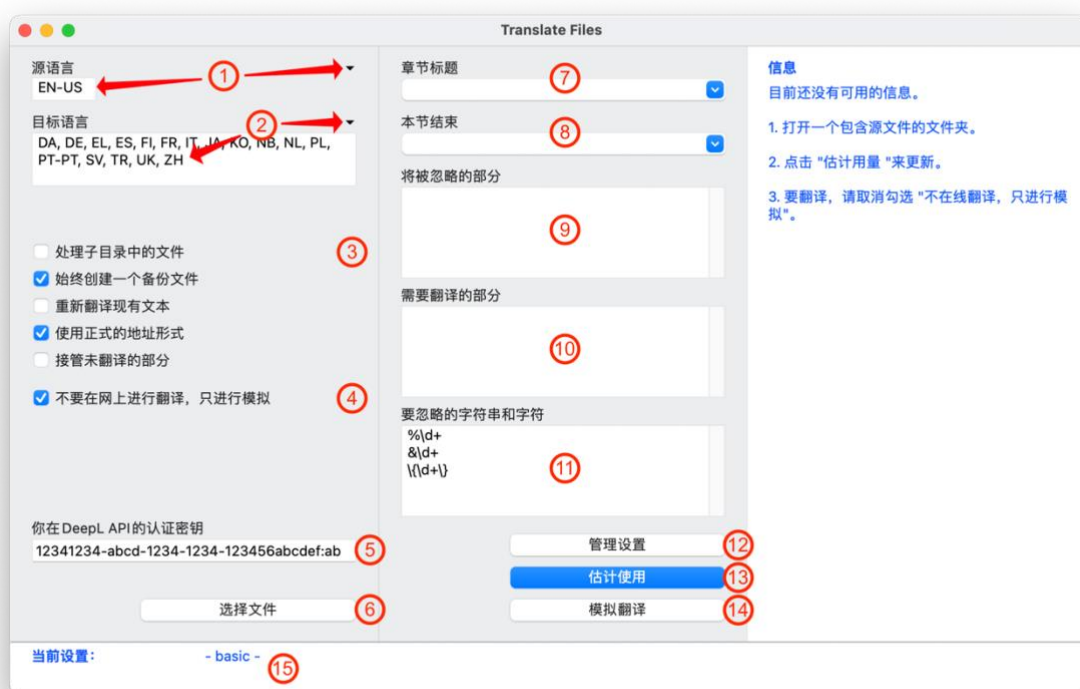 Translate Files
源语言
①
EN-US
目标语言
②
DA, DE, EL, ES, FI, FR, IT, JA, KO, NB, NL, PL,
PT-PT, SV, TR, UK, ZH
处理子目录中的文件
③
始终创建一个备份文件
重新翻译现有文本
使用正式的地址形式
接管未翻译的部分
不要在网上进行翻译，只进行模拟
④
你在DeepL API的认证密钥
12341234-abcd-1234-1234-123456abcdef:ab
⑤
选择文件
⑥
章节标题
⑦
本节结束
⑧
将被忽略的部分
⑨
需要翻译的部分
⑩
要忽略的字符串和字符
%\d+
&\d+
\{\d+\}
⑪
管理设置
⑫
估计使用
⑬
模拟翻译
⑭
信息
目前还没有可用的信息。
1. 打开一个包含源文件的文件夹。
2. 点击 "估计用量 "来更新。
3. 要翻译，请取消勾选 "不在线翻译，只进行模
拟"。
当前设置：
- basic -
⑮